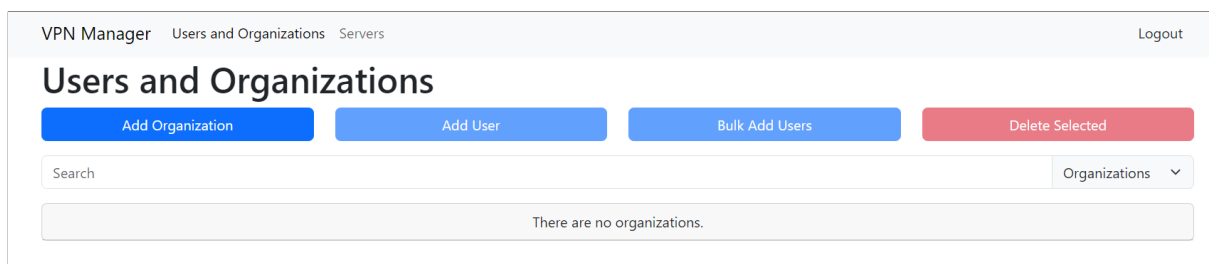 VPN Manager Users and Organizations Servers Logout
Users and Organizations
Add Organization Add User Bulk Add Users Delete Selected
Search Organizations
There are no organizations.